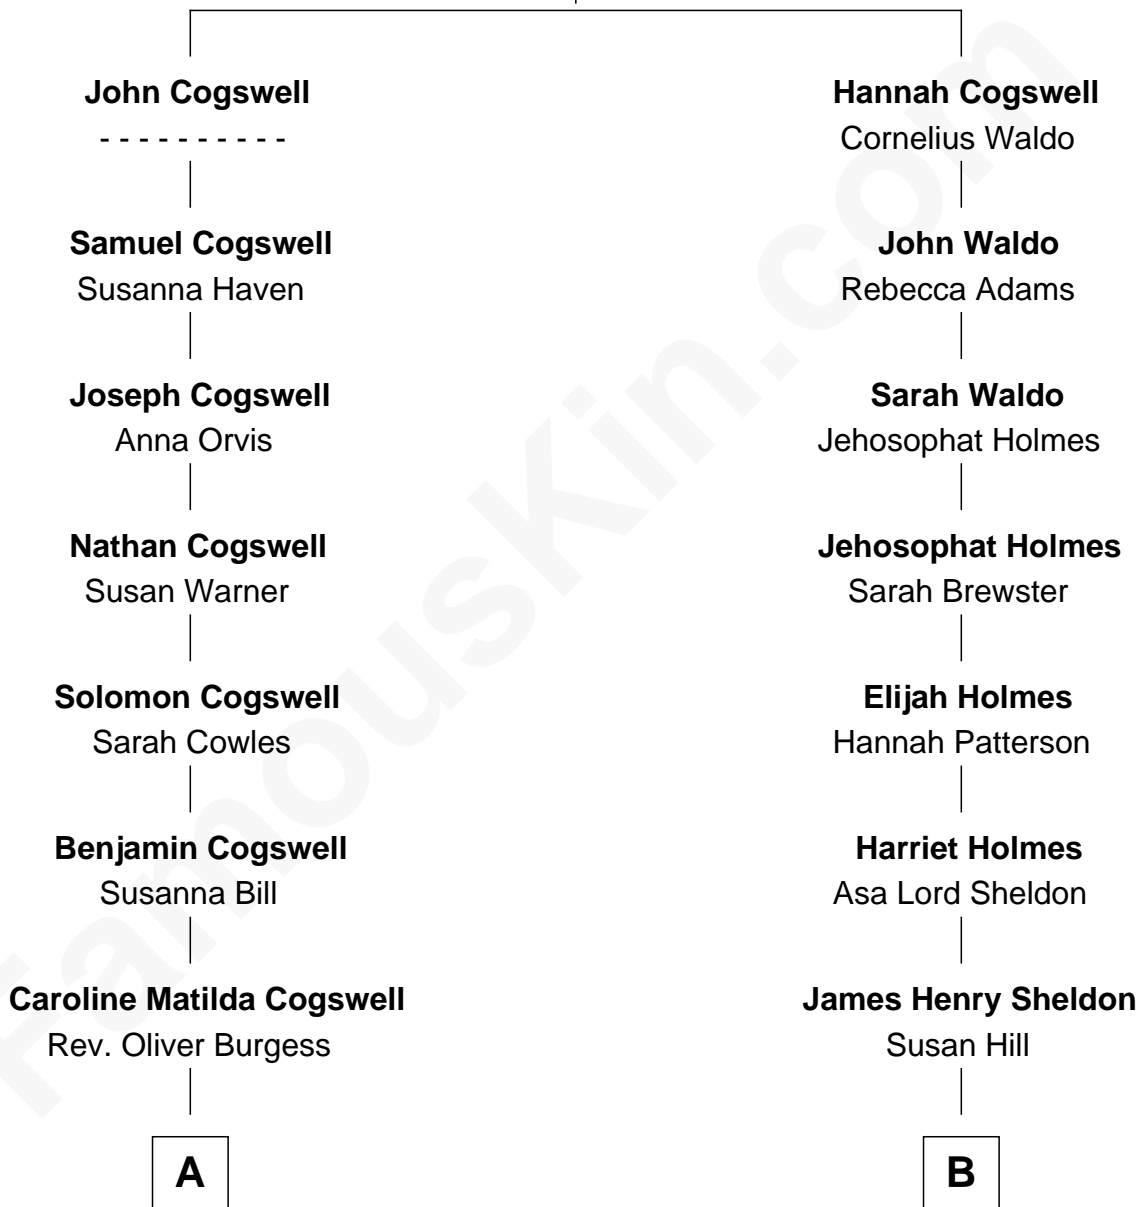 John Cogswell
- - - - - - - - - -
Samuel Cogswell
Susanna Haven
Joseph Cogswell
Anna Orvis
Nathan Cogswell
Susan Warner
Solomon Cogswell
Sarah Cowles
Benjamin Cogswell
Susanna Bill
Caroline Matilda Cogswell
Rev. Oliver Burgess
A
Hannah Cogswell
Cornelius Waldo
John Waldo
Rebecca Adams
Sarah Waldo
Jehosophat Holmes
Jehosophat Holmes
Sarah Brewster
Elijah Holmes
Hannah Patterson
Harriet Holmes
Asa Lord Sheldon
James Henry Sheldon
Susan Hill
B
FamousKin.com